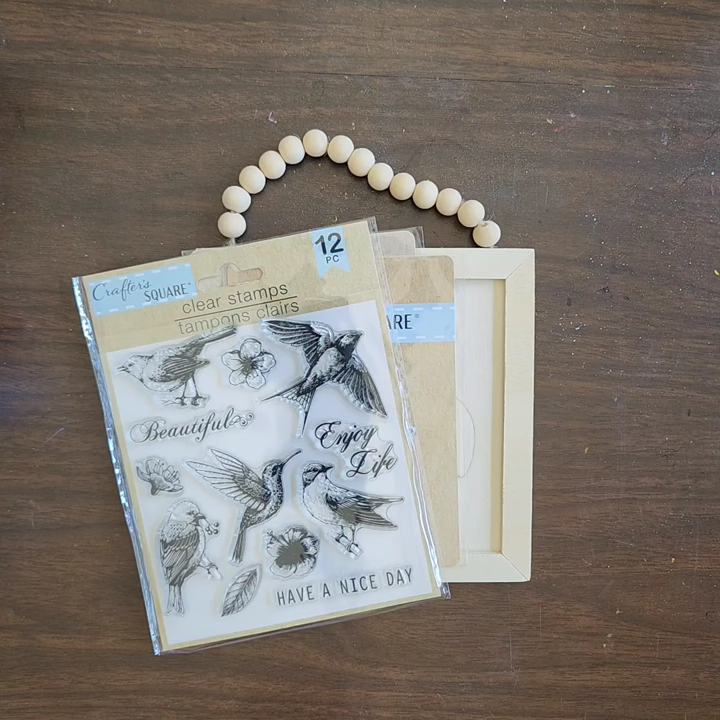 12
PC
Crafter's
SQUARE
clear stamps
tampons clairs
ARE
Beautiful
Enjoy
Life
HAVE A NICE DAY